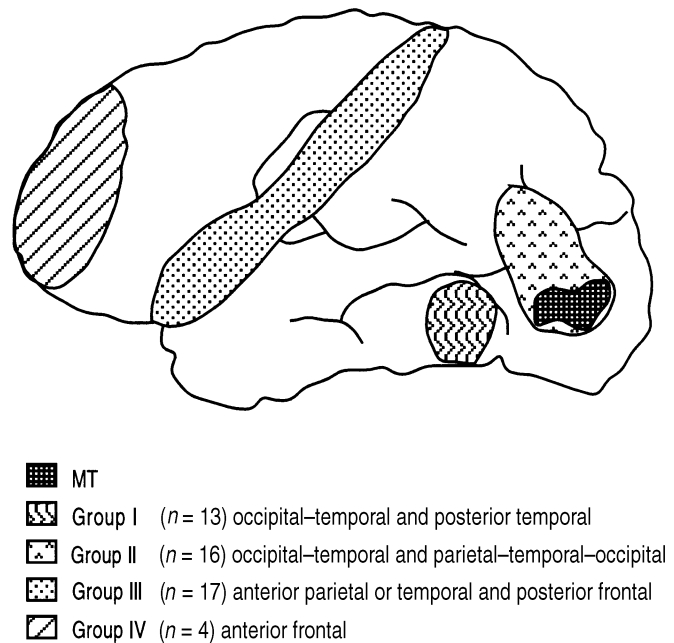 MT
Group I (n = 13) occipital–temporal and posterior temporal
Group II (n = 16) occipital–temporal and parietal–temporal–occipital
Group III (n = 17) anterior parietal or temporal and posterior frontal
Group IV (n = 4) anterior frontal